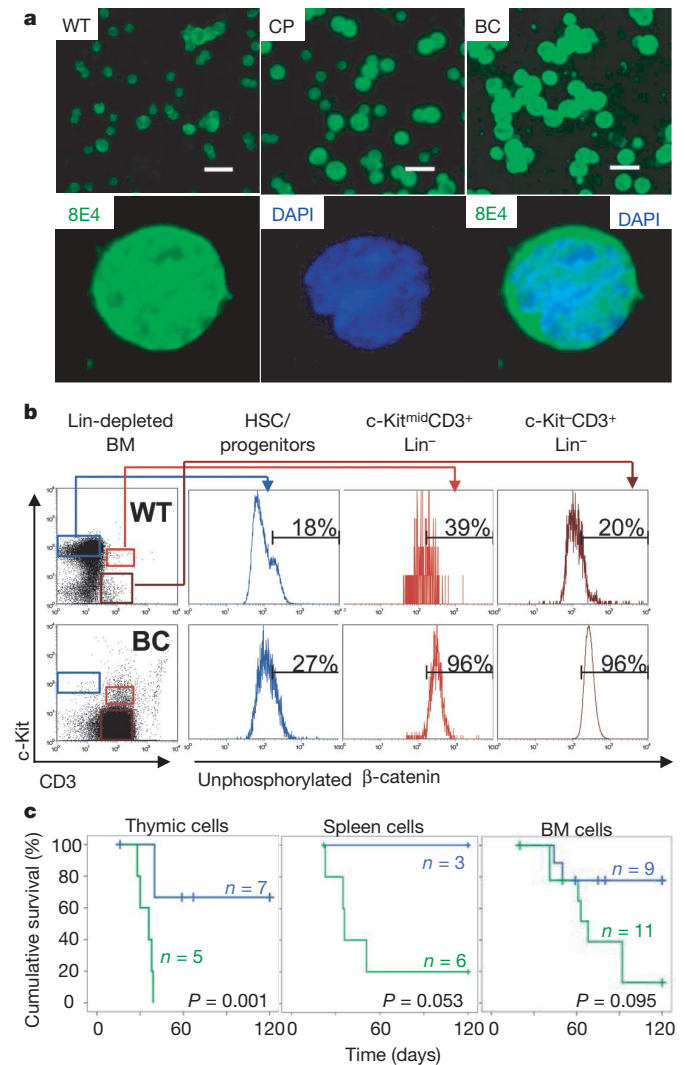 a
WT CP BC
8E4 DAPI 8E4 DAPI
b
Lin-depleted BM
HSC/ progenitors
c-KitmidCD3+ Lin−
c-Kit−CD3+ Lin−
WT
18% 39% 20%
BC
27% 96% 96%
c-Kit
CD3
Unphosphorylated β-catenin
c
Thymic cells Spleen cells BM cells
Cumulative survival (%)
100
80
60
40
20
0
n = 7
n = 5
P = 0.001
n = 3
n = 6
P = 0.053
n = 9
n = 11
P = 0.095
0 60 120 0 60 120 0 60 120
Time (days)